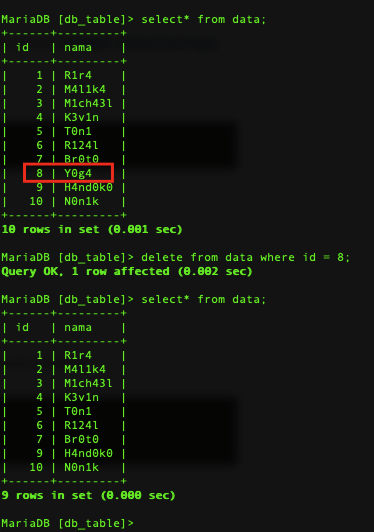 MariaDB [db_table]> select* from data;
+------+---------+
| id   | nama    |
+------+---------+
|    1 | R1r4    |
|    2 | M4l1k4  |
|    3 | M1ch43l |
|    4 | K3v1n   |
|    5 | T0n1    |
|    6 | R124l   |
|    7 | Br0t0   |
|    8 | Y0g4    |
|    9 | H4nd0k0 |
|   10 | N0n1k   |
+------+---------+
10 rows in set (0.001 sec)
MariaDB [db_table]> delete from data where id = 8;
Query OK, 1 row affected (0.002 sec)
MariaDB [db_table]> select* from data;
+------+---------+
| id   | nama    |
+------+---------+
|    1 | R1r4    |
|    2 | M4l1k4  |
|    3 | M1ch43l |
|    4 | K3v1n   |
|    5 | T0n1    |
|    6 | R124l   |
|    7 | Br0t0   |
|    9 | H4nd0k0 |
|   10 | N0n1k   |
+------+---------+
9 rows in set (0.000 sec)
MariaDB [db_table]>